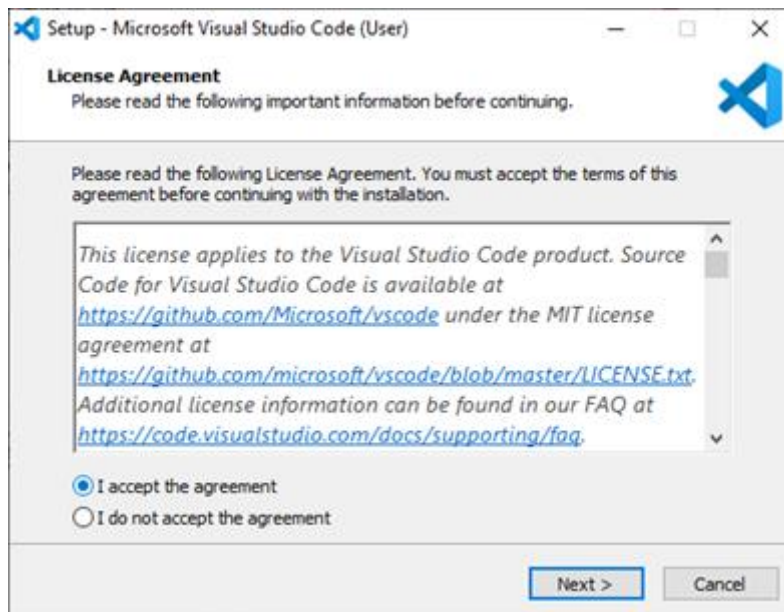 Setup - Microsoft Visual Studio Code (User)
License Agreement
Please read the following important information before continuing.
Please read the following License Agreement. You must accept the terms of this
agreement before continuing with the installation.
This license applies to the Visual Studio Code product. Source
Code for Visual Studio Code is available at
https://github.com/Microsoft/vscode under the MIT license
agreement at
https://github.com/microsoft/vscode/blob/master/LICENSE.txt.
Additional license information can be found in our FAQ at
https://code.visualstudio.com/docs/supporting/faq.
I accept the agreement
I do not accept the agreement
Next >
Cancel